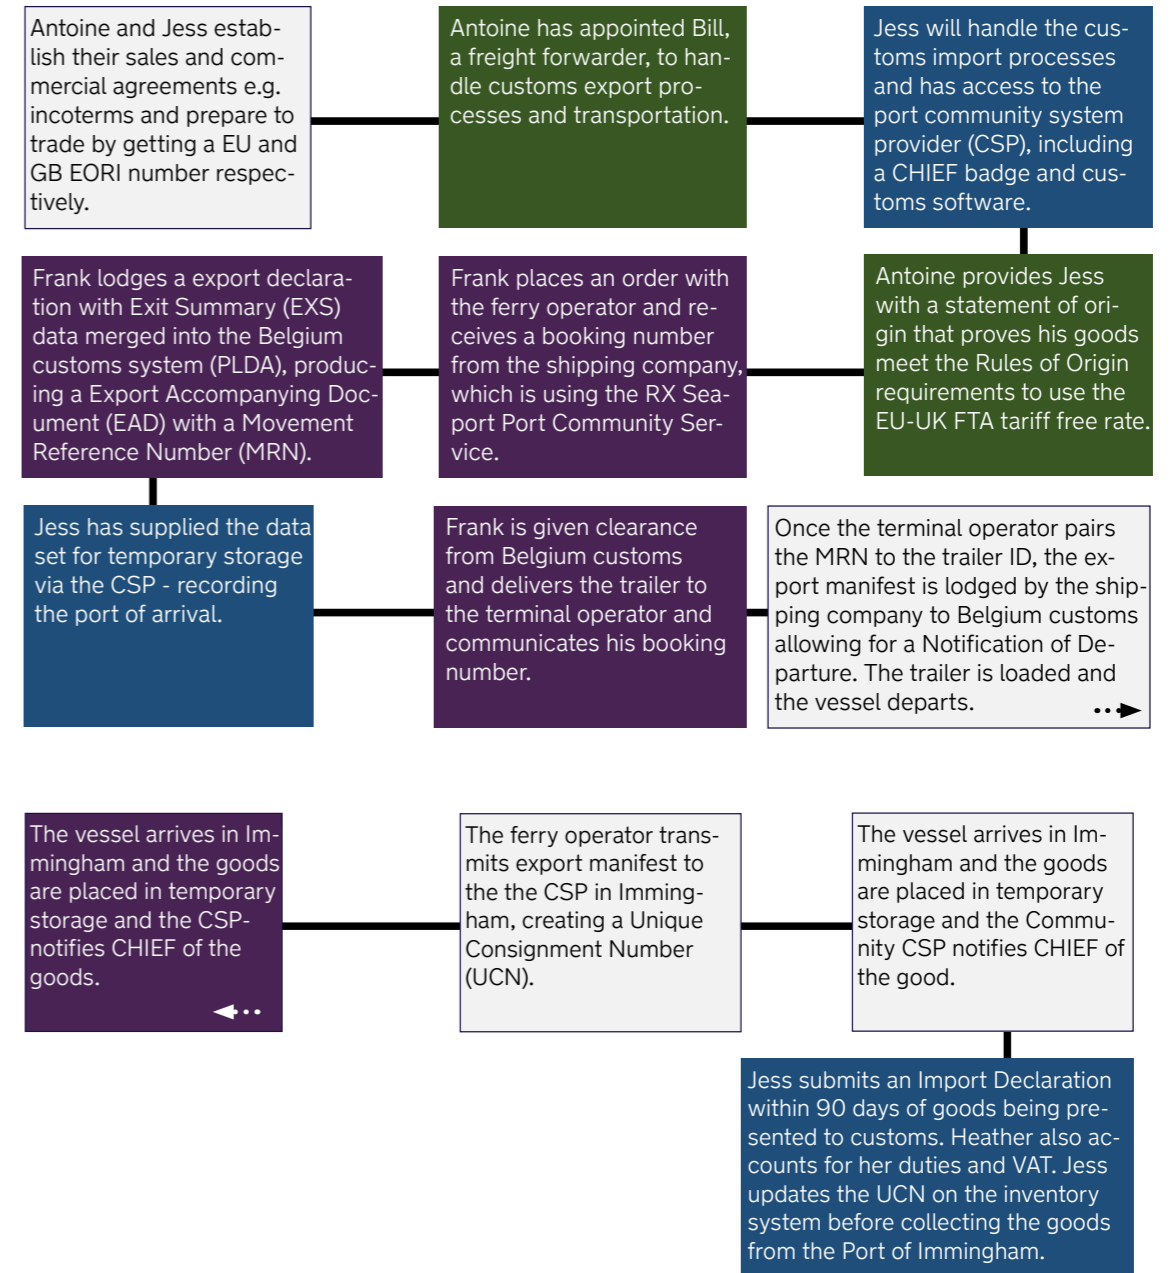 Antoine and Jess estab-
lish their sales and com-
mercial agreements e.g.
incoterms and prepare to
trade by getting a EU and
GB EORI number respec-
tively.
Antoine has appointed Bill,
a freight forwarder, to han-
dle customs export pro-
cesses and transportation.
Jess will handle the cus-
toms import processes
and has access to the
port community system
provider (CSP), including
a CHIEF badge and cus-
toms software.
Antoine provides Jess
with a statement of ori-
gin that proves his goods
meet the Rules of Origin
requirements to use the
EU-UK FTA tariff free rate.
Frank places an order with
the ferry operator and re-
ceives a booking number
from the shipping company,
which is using the RX Sea-
port Port Community Ser-
vice.
Frank lodges a export declara-
tion with Exit Summary (EXS)
data merged into the Belgium
customs system (PLDA), produc-
ing a Export Accompanying Doc-
ument (EAD) with a Movement
Reference Number (MRN).
Jess has supplied the data
set for temporary storage
via the CSP - recording
the port of arrival.
Frank is given clearance
from Belgium customs
and delivers the trailer to
the terminal operator and
communicates his booking
number.
Once the terminal operator pairs
the MRN to the trailer ID, the ex-
port manifest is lodged by the ship-
ping company to Belgium customs
allowing for a Notification of De-
parture. The trailer is loaded and
the vessel departs.
The vessel arrives in Im-
mingham and the goods
are placed in temporary
storage and the CSP-
notifies CHIEF of the
goods.
The ferry operator trans-
mits export manifest to
the the CSP in Imming-
ham, creating a Unique
Consignment Number
(UCN).
The vessel arrives in Im-
mingham and the goods
are placed in temporary
storage and the Commu-
nity CSP notifies CHIEF of
the good.
Jess submits an Import Declaration
within 90 days of goods being pre-
sented to customs. Heather also ac-
counts for her duties and VAT. Jess
updates the UCN on the inventory
system before collecting the goods
from the Port of Immingham.